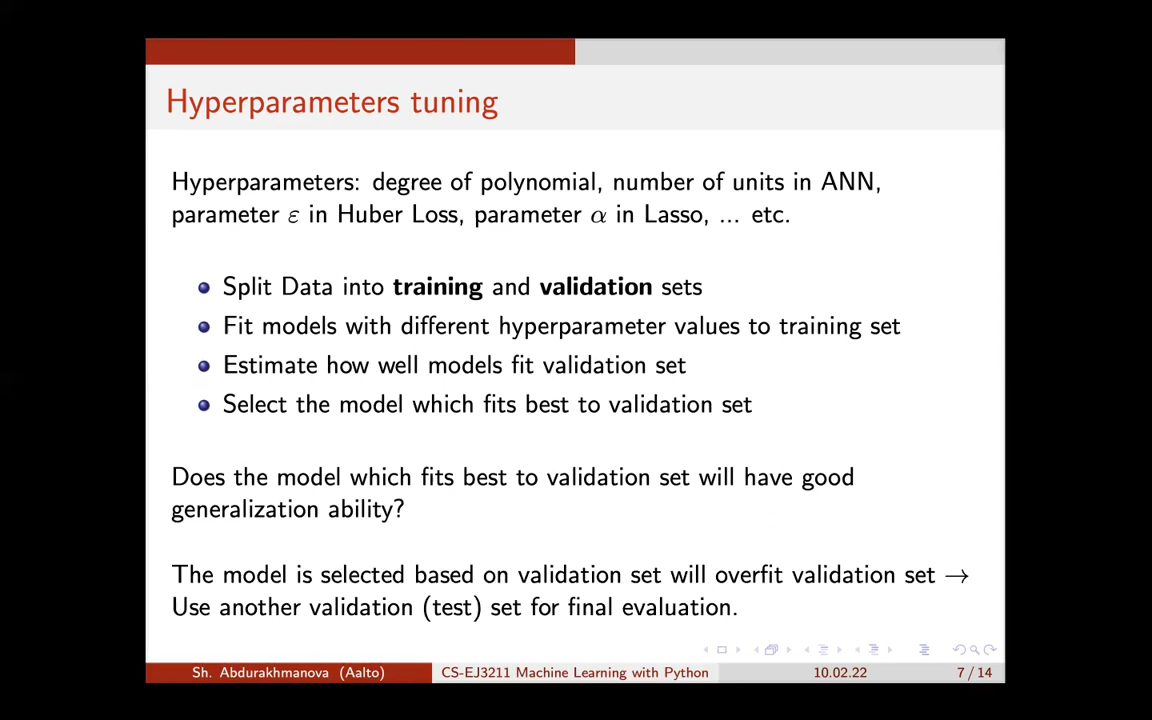 Hyperparameters tuning
Hyperparameters: degree of polynomial, number of units in ANN,
parameter ε in Huber Loss, parameter α in Lasso, ... etc.
Split Data into training and validation sets
Fit models with different hyperparameter values to training set
Estimate how well models fit validation set
Select the model which fits best to validation set
Does the model which fits best to validation set will have good
generalization ability?
The model is selected based on validation set will overfit validation set →
Use another validation (test) set for final evaluation.
Sh. Abdurakhmanova (Aalto) CS-EJ3211 Machine Learning with Python 10.02.22 7 / 14